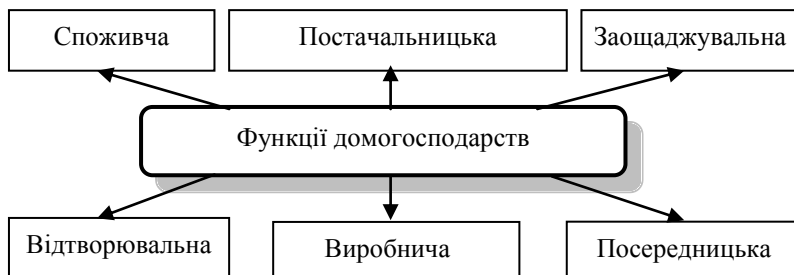 Споживча
Постачальницька
Заощаджувальна
Функції домогосподарств
Відтворювальна
Виробнича
Посередницька